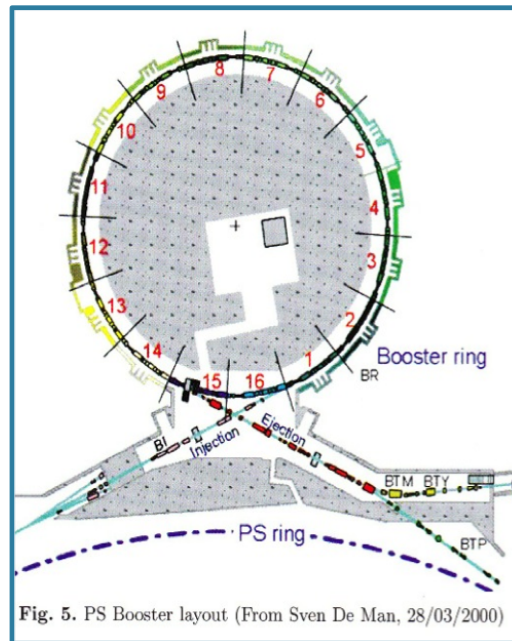 8
7
9
6
10
5
11
4
12
3
13
2
14
1
15
16
Booster ring
BR
BI
Injection
Ejection
BTM
BTY
BTP
PS ring
Fig. 5. PS Booster layout (From Sven De Man, 28/03/2000)